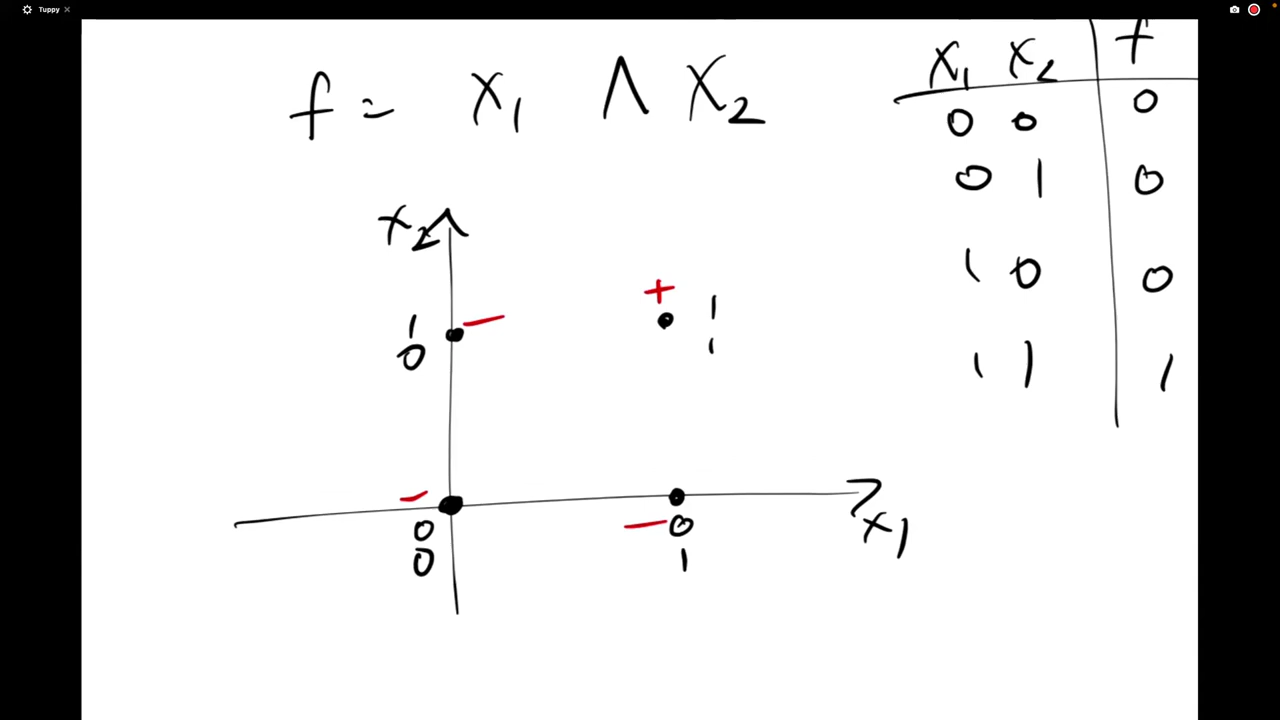 Tuppy
f = x₁ ∧ x₂
x₁ x₂ f
0 0 0
0 1 0
1 0 0
1 1 1
x₂
+
1 −
0
1
1
−
0
0
− 0
1
x₁